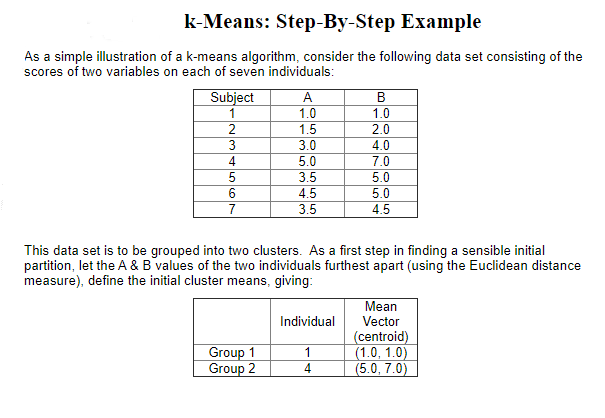 k-Means: Step-By-Step Example
As a simple illustration of a k-means algorithm, consider the following data set consisting of the
scores of two variables on each of seven individuals:
Subject A B
1 1.0 1.0
2 1.5 2.0
3 3.0 4.0
4 5.0 7.0
5 3.5 5.0
6 4.5 5.0
7 3.5 4.5
This data set is to be grouped into two clusters. As a first step in finding a sensible initial
partition, let the A & B values of the two individuals furthest apart (using the Euclidean distance
measure), define the initial cluster means, giving:
Individual Mean
Vector
(centroid)
Group 1 1 (1.0, 1.0)
Group 2 4 (5.0, 7.0)